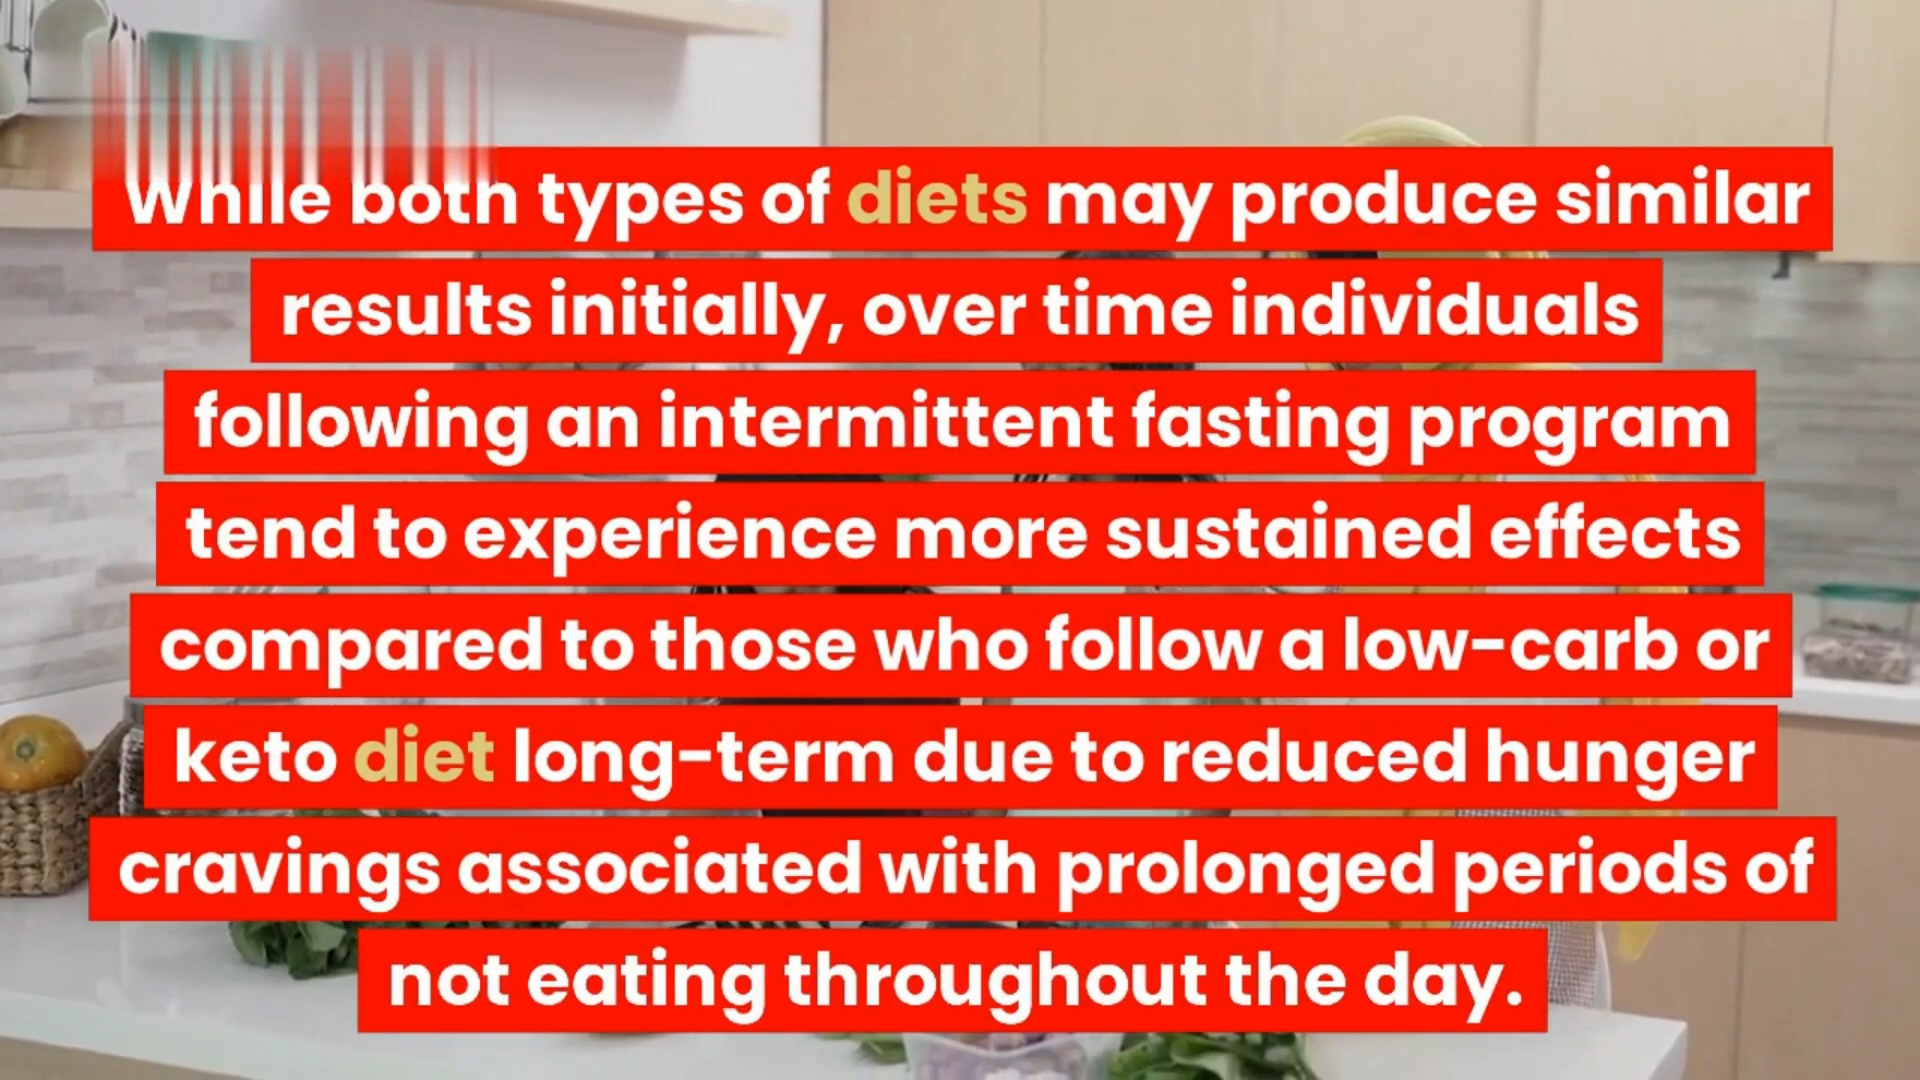 While both types of diets may produce similar
results initially, over time individuals
following an intermittent fasting program
tend to experience more sustained effects
compared to those who follow a low-carb or
keto diet long-term due to reduced hunger
cravings associated with prolonged periods of
not eating throughout the day.